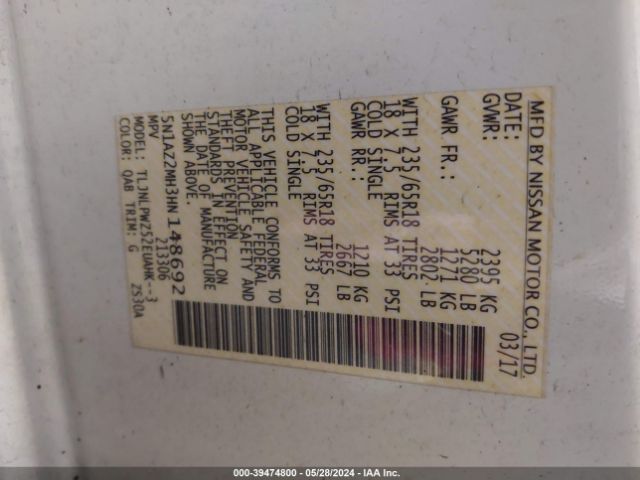 MFD BY NISSAN MOTOR CO., LTD.
DATE: 03/17
GVWR: 2395 KG
5280 LB
GAWR FR.: 1271 KG
2802 LB
WITH 235/65R18 TIRES
18 X 7.5 RIMS AT 33 PSI
COLD SINGLE
GAWR RR.: 1210 KG
2667 LB
WITH 235/65R18 TIRES
18 X 7.5 RIMS AT 33 PSI
COLD SINGLE
THIS VEHICLE CONFORMS TO
ALL APPLICABLE FEDERAL
MOTOR VEHICLE SAFETY AND
THEFT PREVENTION
STANDARDS IN EFFECT ON
THE DATE OF MANUFACTURE
SHOWN ABOVE.
5N1AZ2MH3HN148692
MPV 213306
MODEL: TLJNLPWZ52EUAHK--3
COLOR: QAB TRIM: G Z530A
000-39474800 - 05/28/2024 - IAA Inc.